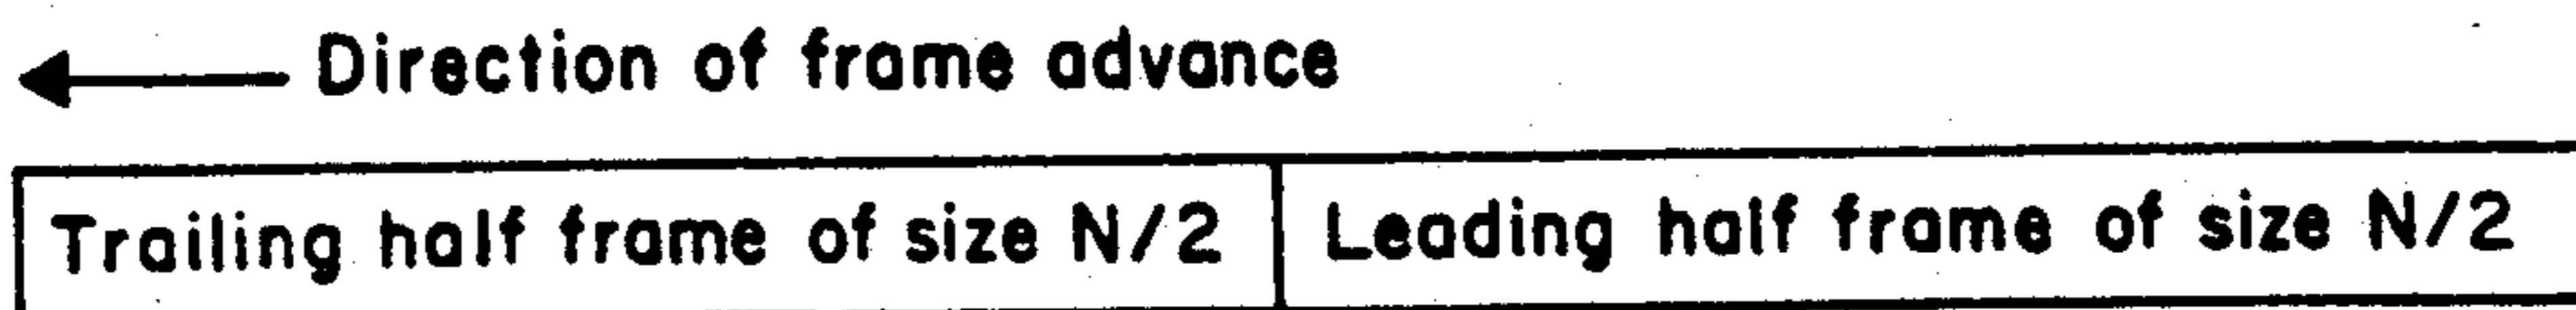 Direction of frame advance
Trailing half frame of size N/2 Leading half frame of size N/2